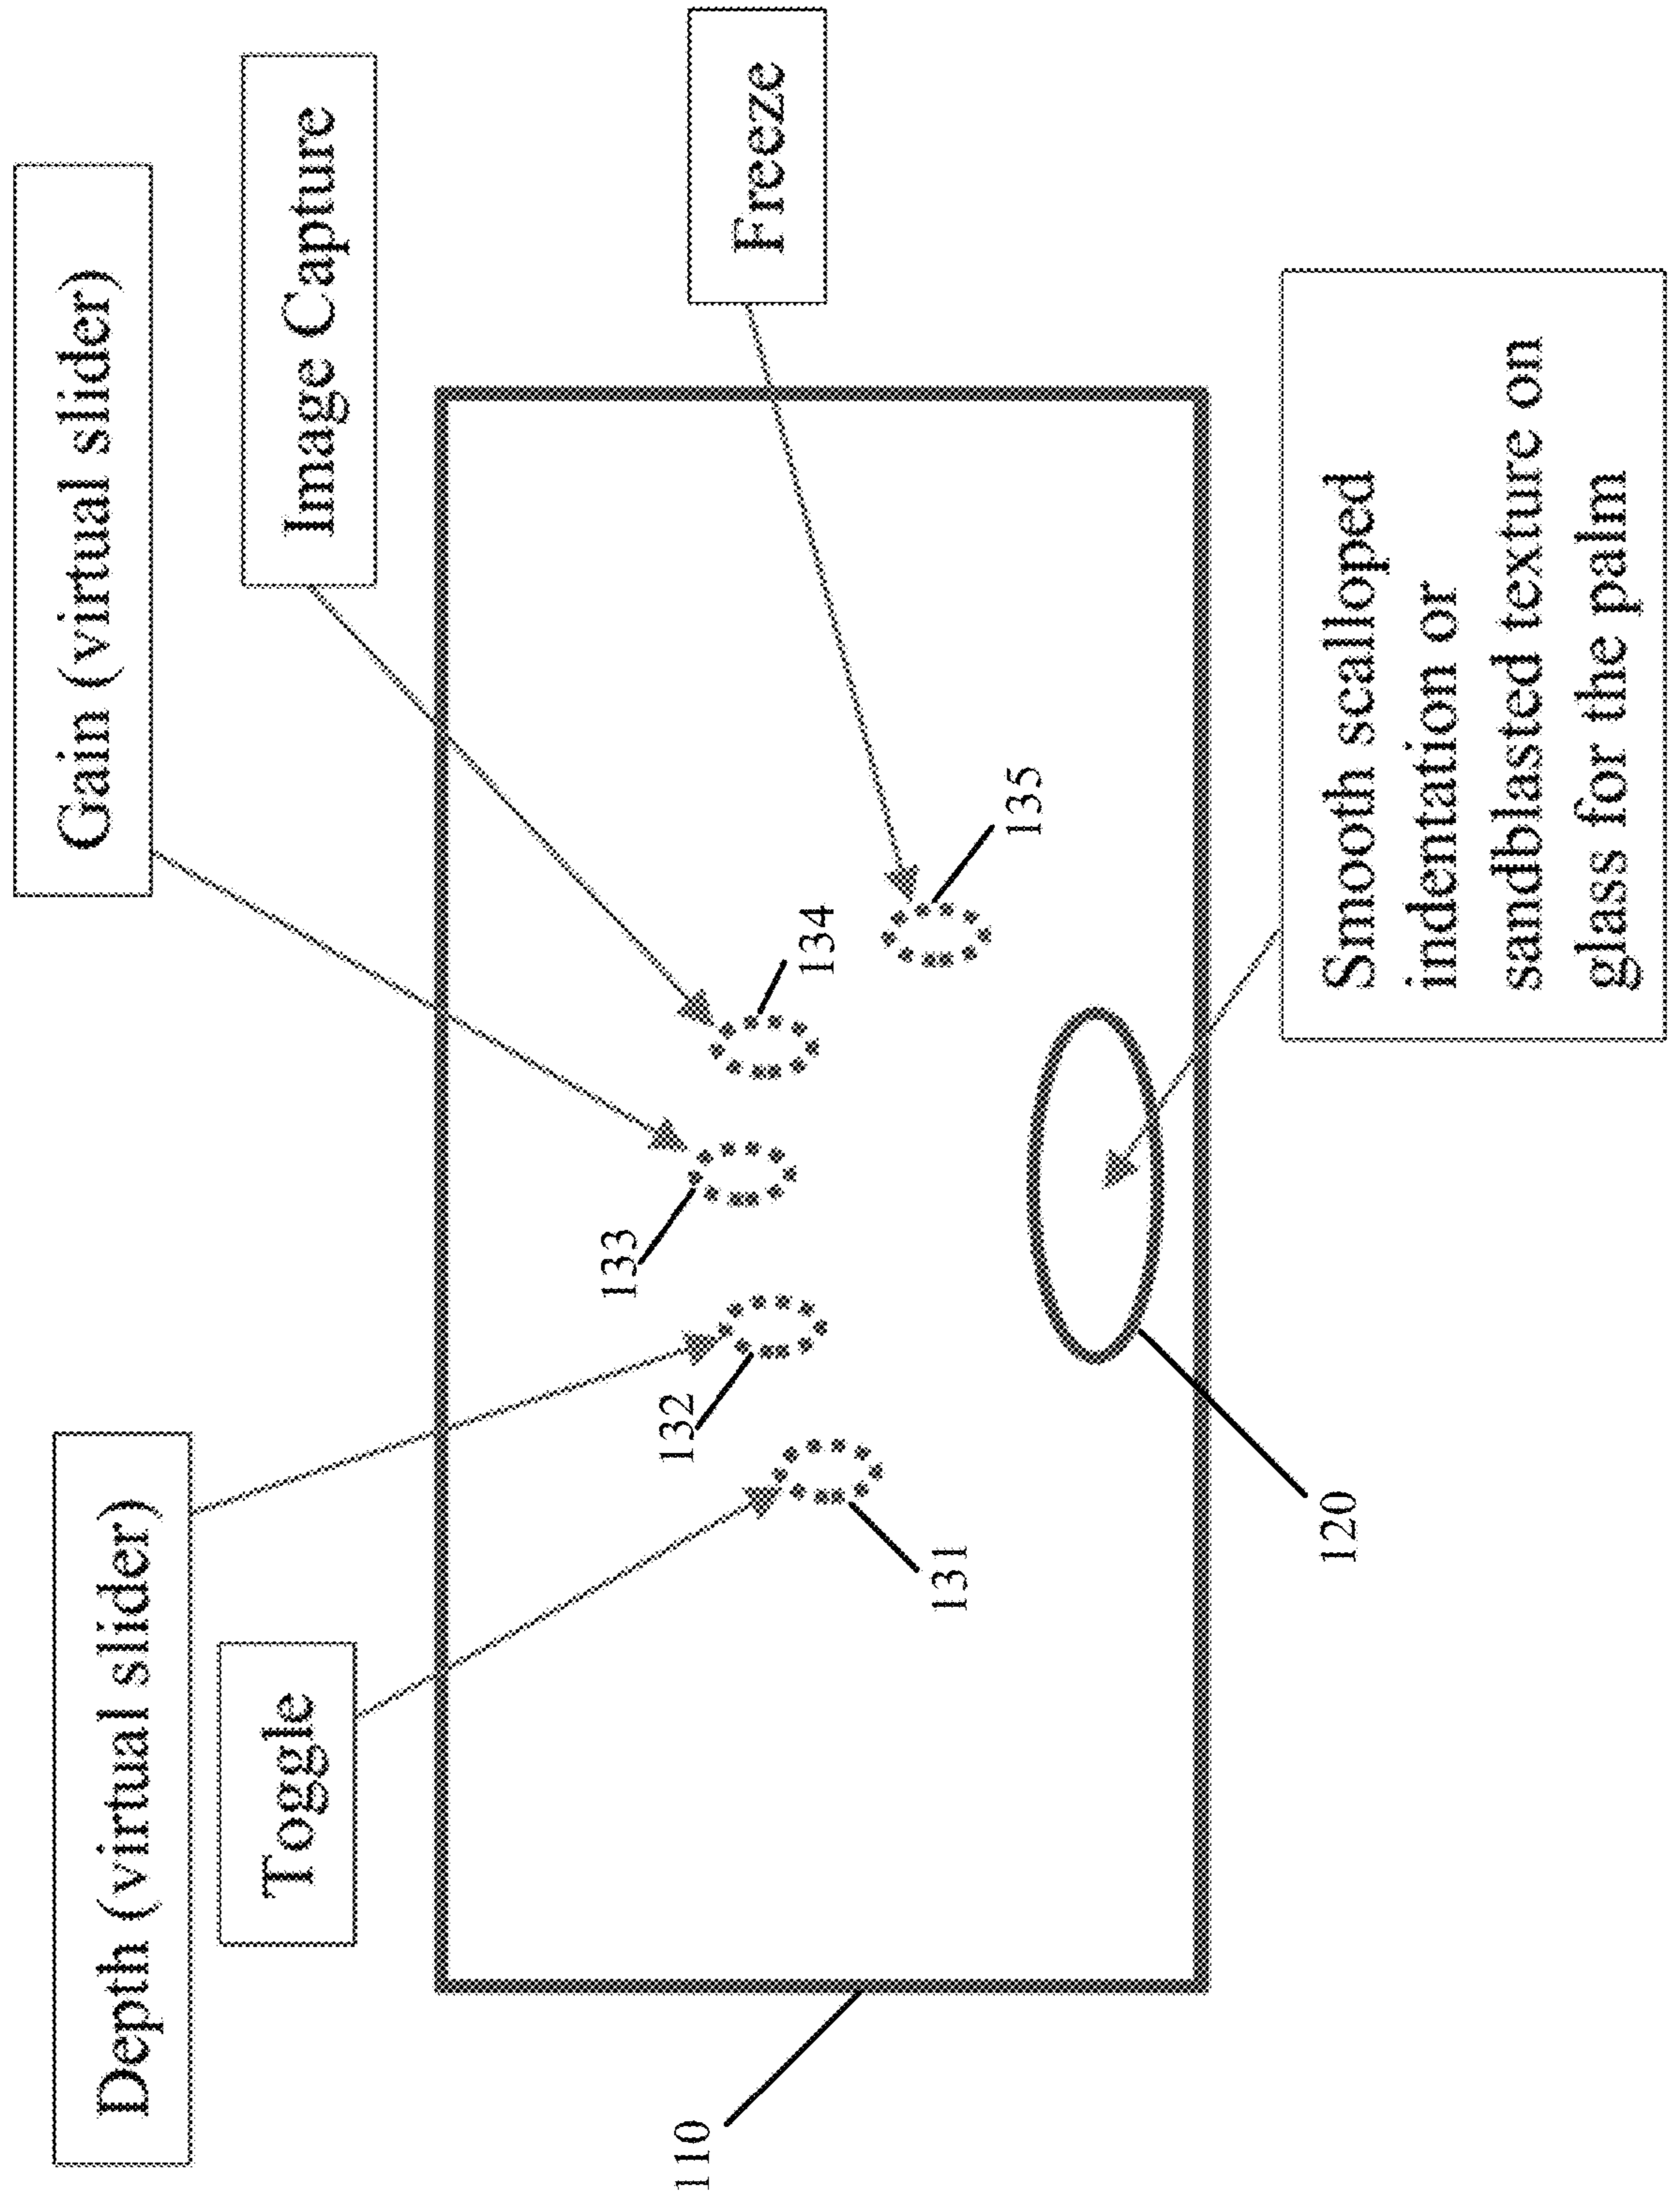 Depth (virtual slider)
Gain (virtual slider)
Toggle
Image Capture
Freeze
133
132
134
131
135
110
120
Smooth scalloped
indentation or
sandblasted texture on
glass for the palm